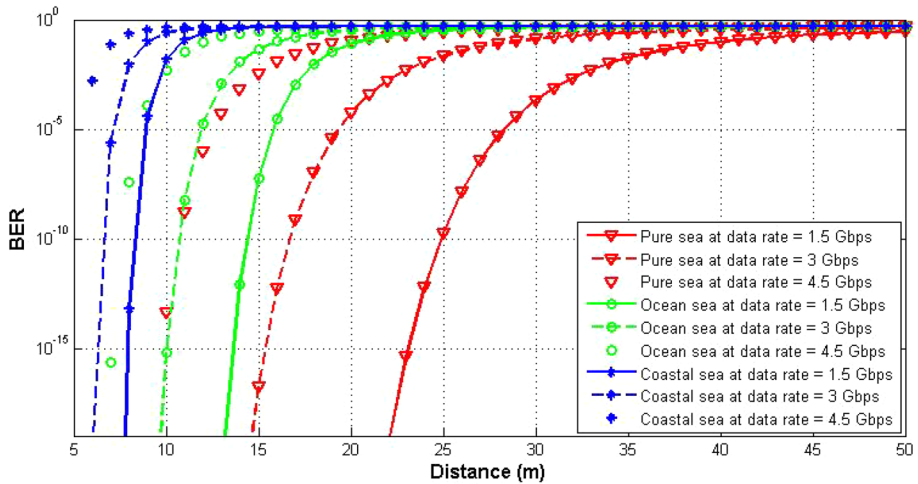 10^0
10^-5
10^-10
10^-15
BER
5 10 15 20 25 30 35 40 45 50
Distance (m)
Pure sea at data rate = 1.5 Gbps
Pure sea at data rate = 3 Gbps
Pure sea at data rate = 4.5 Gbps
Ocean sea at data rate = 1.5 Gbps
Ocean sea at data rate = 3 Gbps
Ocean sea at data rate = 4.5 Gbps
Coastal sea at data rate = 1.5 Gbps
Coastal sea at data rate = 3 Gbps
Coastal sea at data rate = 4.5 Gbps